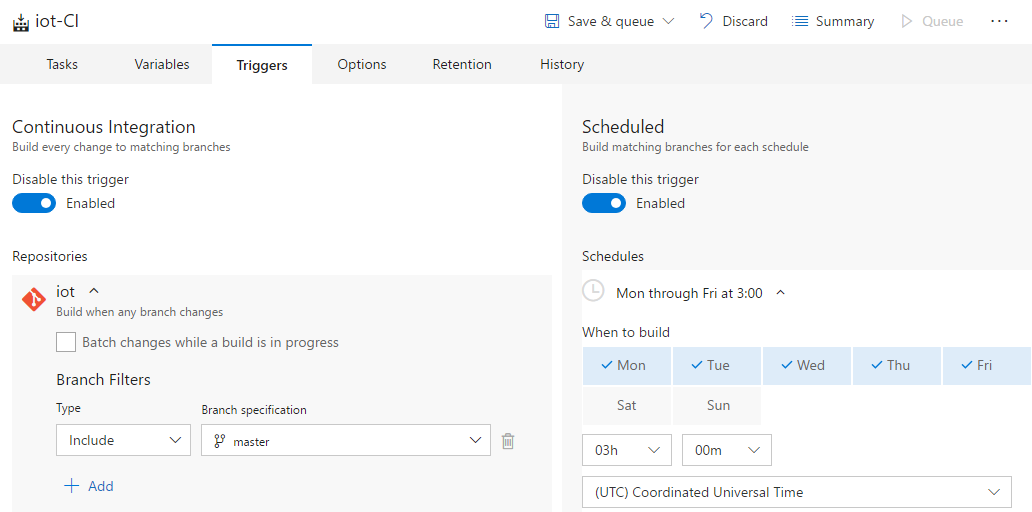 iot-CI
Save & queue
Discard
Summary
Queue
Tasks
Variables
Triggers
Options
Retention
History
Continuous Integration
Build every change to matching branches
Disable this trigger
Enabled
Repositories
iot
Build when any branch changes
Batch changes while a build is in progress
Branch Filters
Type
Branch specification
Include
master
Add
Scheduled
Build matching branches for each schedule
Disable this trigger
Enabled
Schedules
Mon through Fri at 3:00
When to build
Mon
Tue
Wed
Thu
Fri
Sat
Sun
03h
00m
(UTC) Coordinated Universal Time